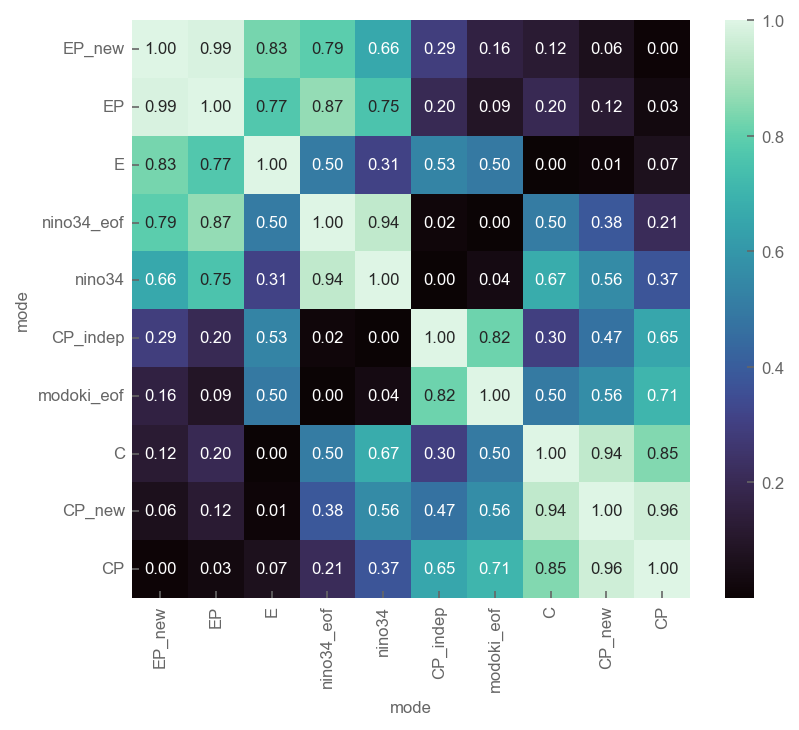 EP_new 1.00 0.99 0.83 0.79 0.66 0.29 0.16 0.12 0.06 0.00
EP 0.99 1.00 0.77 0.87 0.75 0.20 0.09 0.20 0.12 0.03
E 0.83 0.77 1.00 0.50 0.31 0.53 0.50 0.00 0.01 0.07
nino34_eof 0.79 0.87 0.50 1.00 0.94 0.02 0.00 0.50 0.38 0.21
nino34 0.66 0.75 0.31 0.94 1.00 0.00 0.04 0.67 0.56 0.37
CP_indep 0.29 0.20 0.53 0.02 0.00 1.00 0.82 0.30 0.47 0.65
modoki_eof 0.16 0.09 0.50 0.00 0.04 0.82 1.00 0.50 0.56 0.71
C 0.12 0.20 0.00 0.50 0.67 0.30 0.50 1.00 0.94 0.85
CP_new 0.06 0.12 0.01 0.38 0.56 0.47 0.56 0.94 1.00 0.96
CP 0.00 0.03 0.07 0.21 0.37 0.65 0.71 0.85 0.96 1.00
mode
EP_new EP E nino34_eof nino34 CP_indep modoki_eof C CP_new CP
mode
1.0
0.8
0.6
0.4
0.2